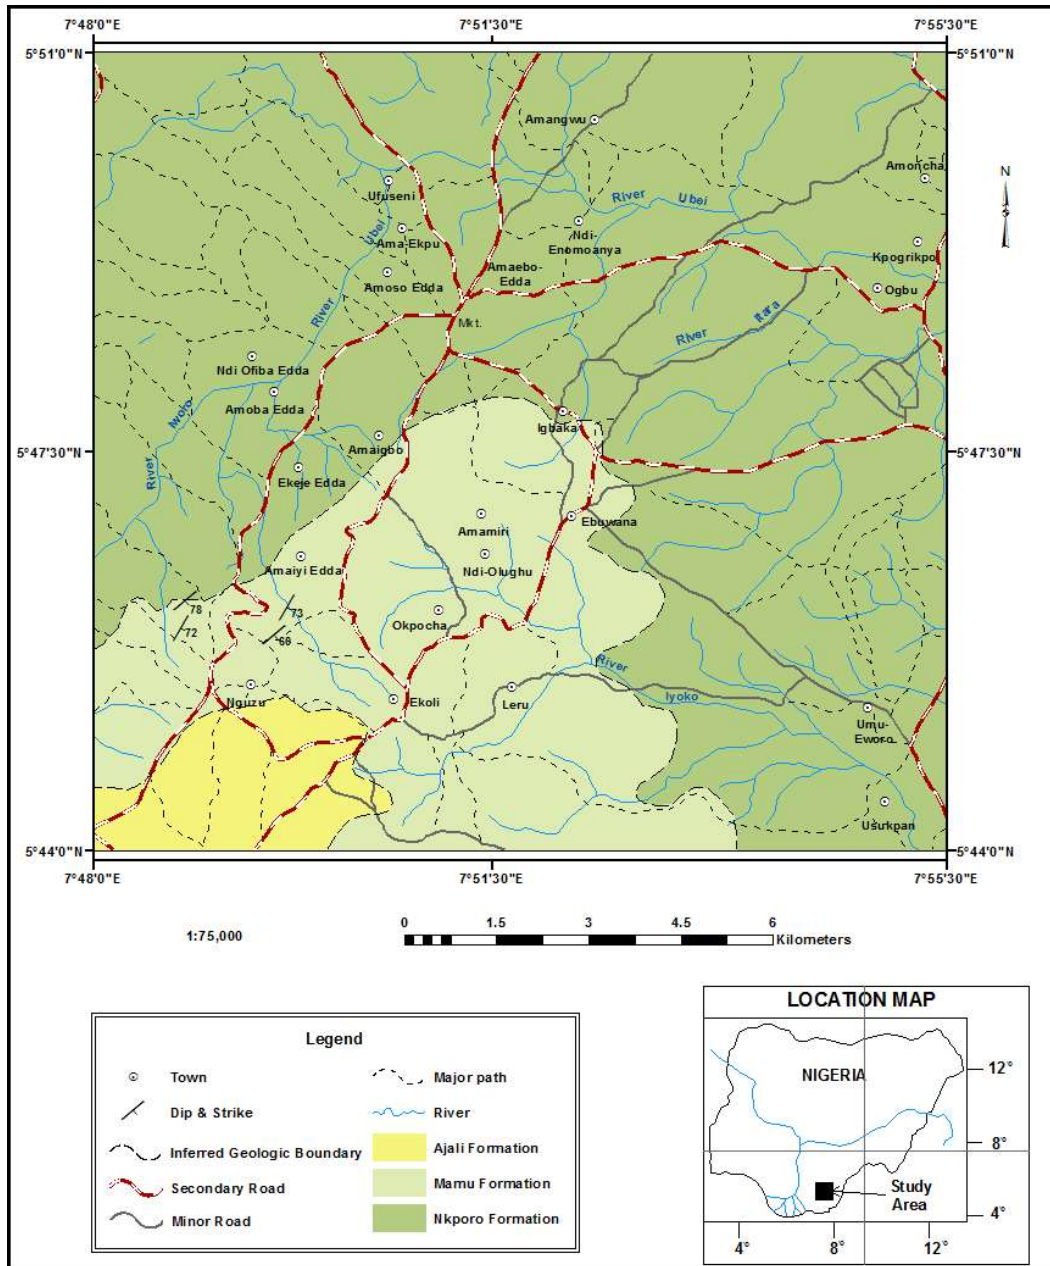 7°48'0"E
7°51'30"E
7°55'30"E
5°51'0"N
5°51'0"N
Amangwu
Amoncha
N
Ufuseni
River
Ubei
Ubei
Ama-Ekpu
Ndi-
Enomoanya
Kpogrikpo
Amaebo-
Edda
Amoso Edda
Ogbu
River
Mkt.
River
Itara
Ndi Ofiba Edda
Amoba Edda
Iworo
Igbaka
Amaigbo
5°47'30"N
5°47'30"N
River
Ekeje Edda
Amamiri
Ebuwana
Amaiyi Edda
Ndi-Olughu
78
73
Okpocha
72
66
River
Nguzu
Ekoli
Leru
Iyoko
Umu-
Eworo
Usukpan
5°44'0"N
5°44'0"N
7°48'0"E
7°51'30"E
7°55'30"E
1:75,000
0 1.5 3 4.5 6
Kilometers
Legend
Town
Major path
Dip & Strike
River
Inferred Geologic Boundary
Ajali Formation
Secondary Road
Mamu Formation
Minor Road
Nkporo Formation
LOCATION MAP
NIGERIA
12°
8°
Study
Area
4°
4° 8° 12°